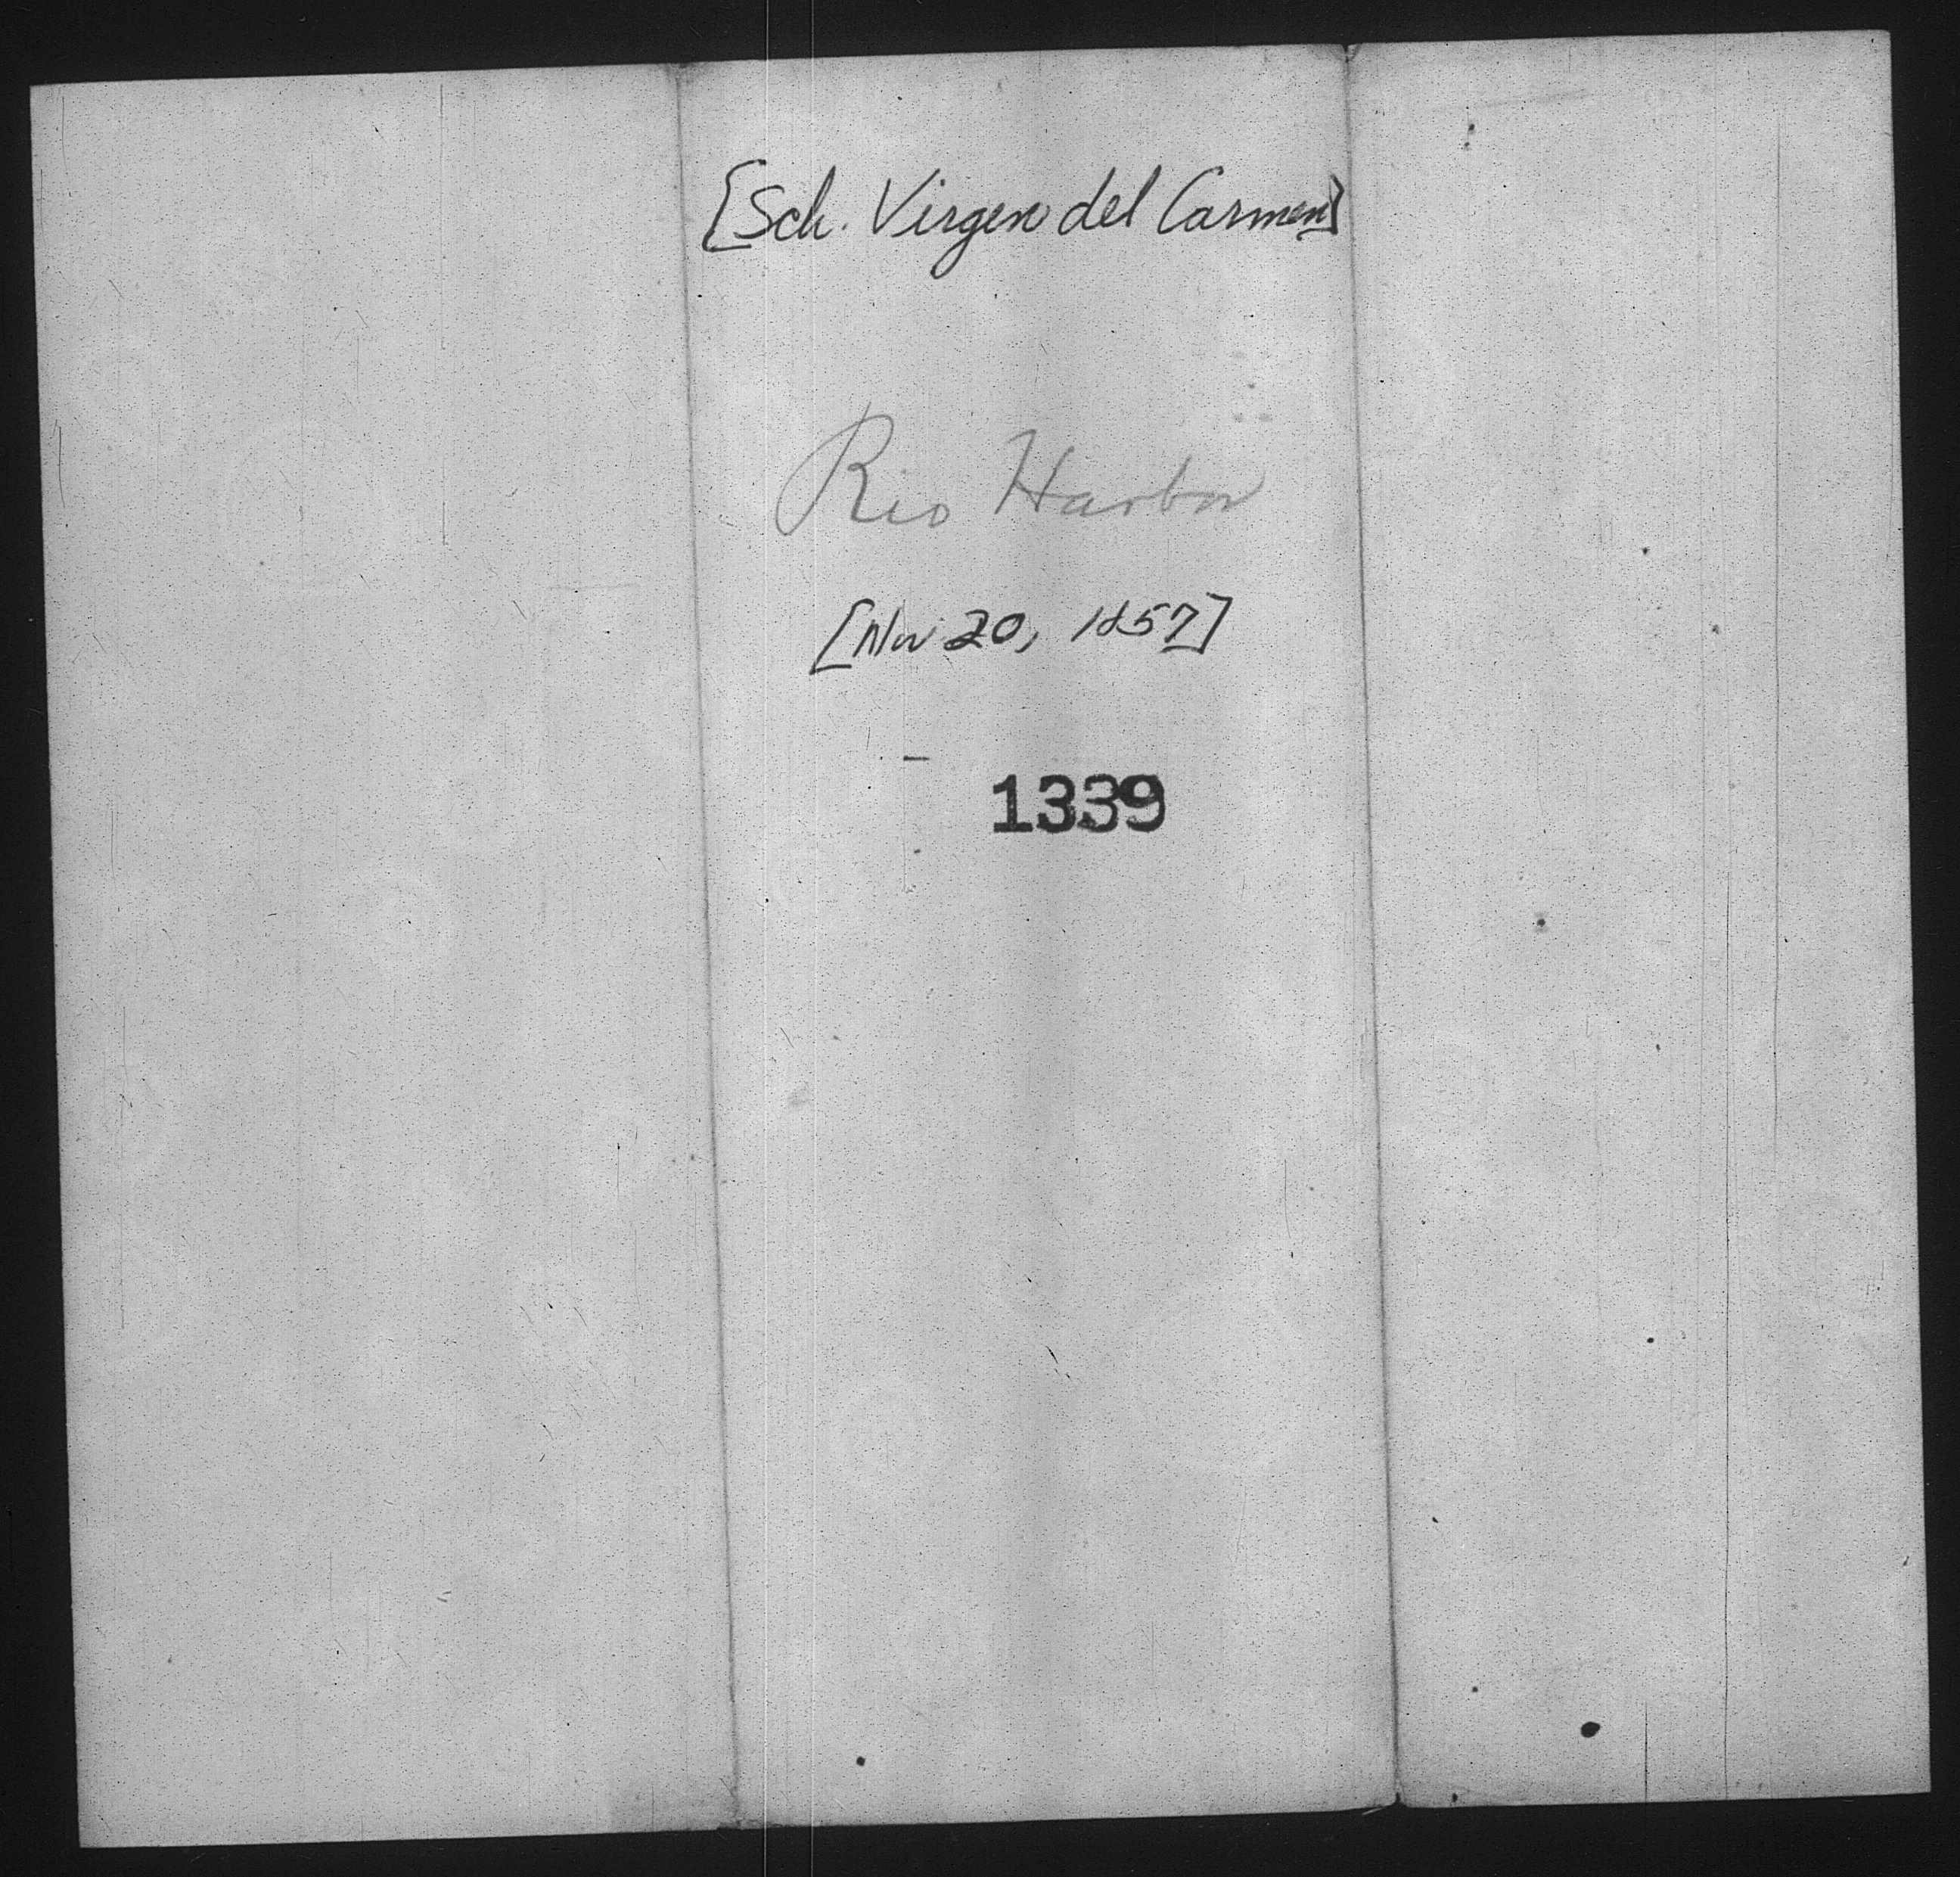 [Sch. Virgen del Carmen]
Rio Harbor
[Nov 20, 1857]
1339